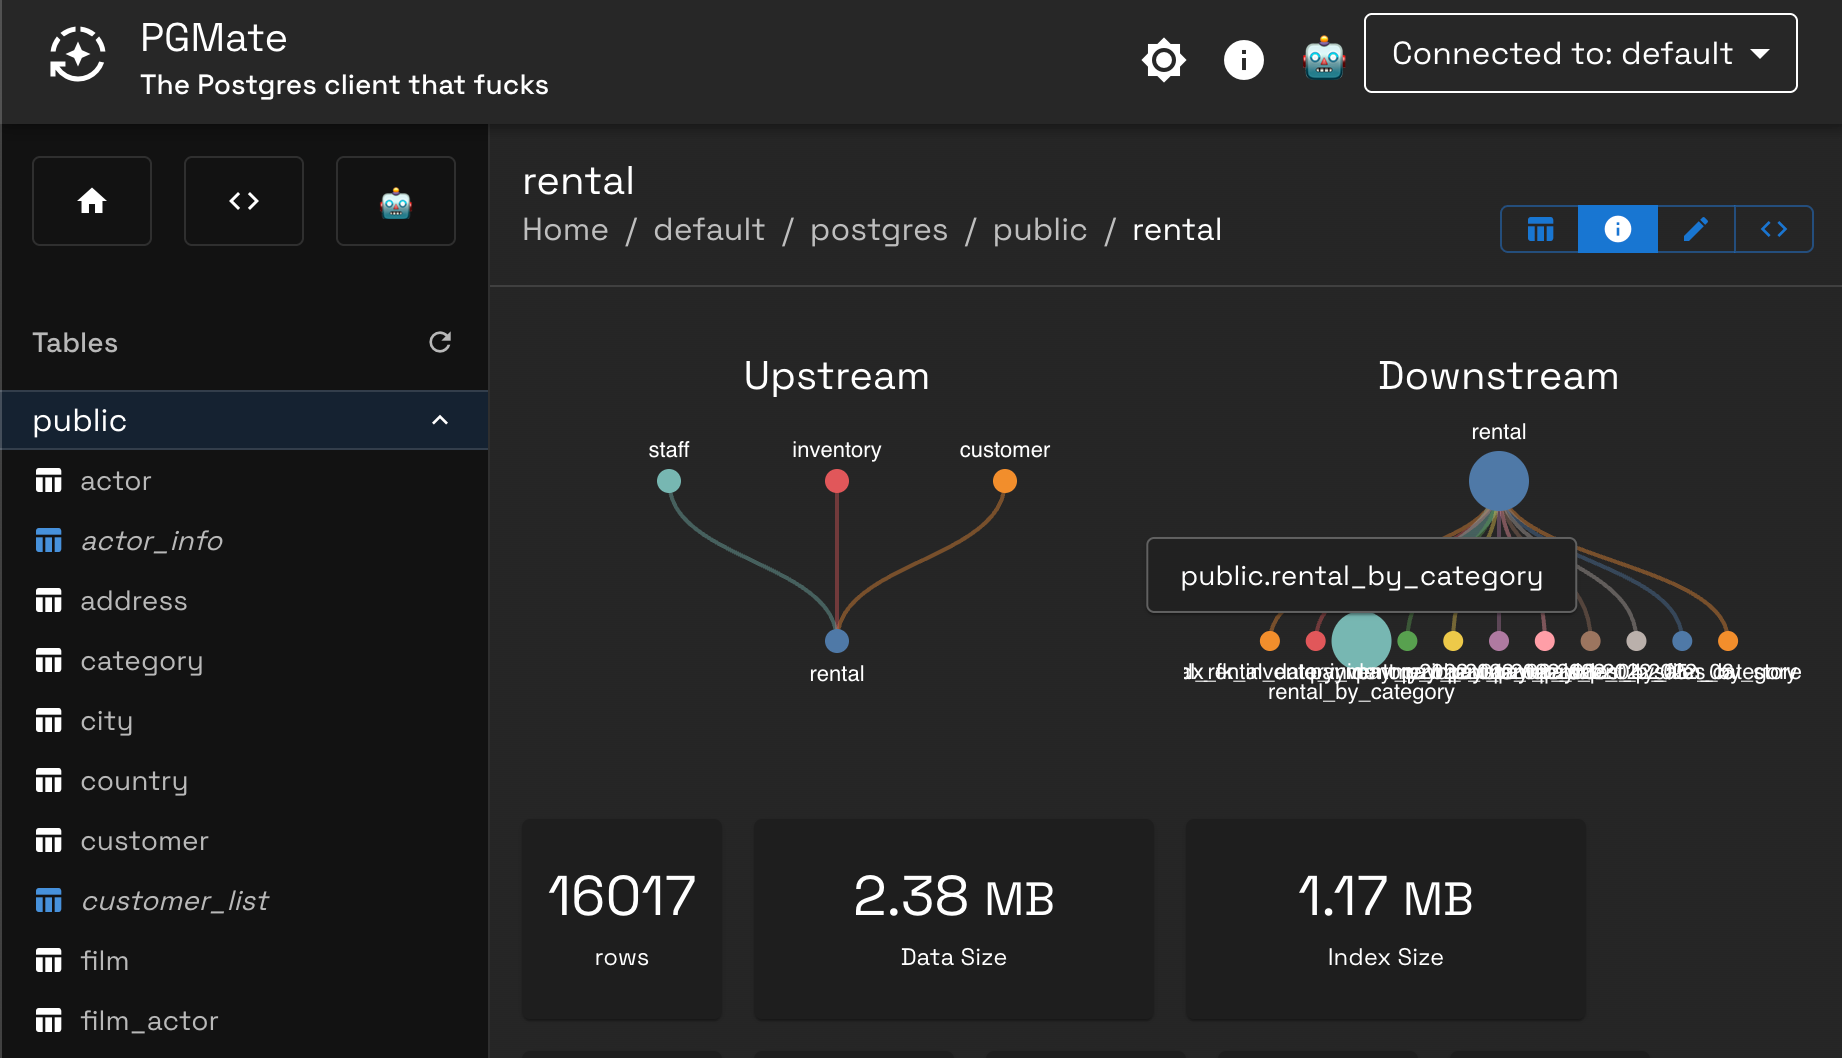 PGMate
The Postgres client that fucks
Connected to: default
rental
Home / default / postgres / public / rental
Tables
public
actor
actor_info
address
category
city
country
customer
customer_list
film
film_actor
Upstream
staff
inventory
customer
rental
Downstream
rental
public.rental_by_category
rental_by_category
16017
rows
2.38 MB
Data Size
1.17 MB
Index Size